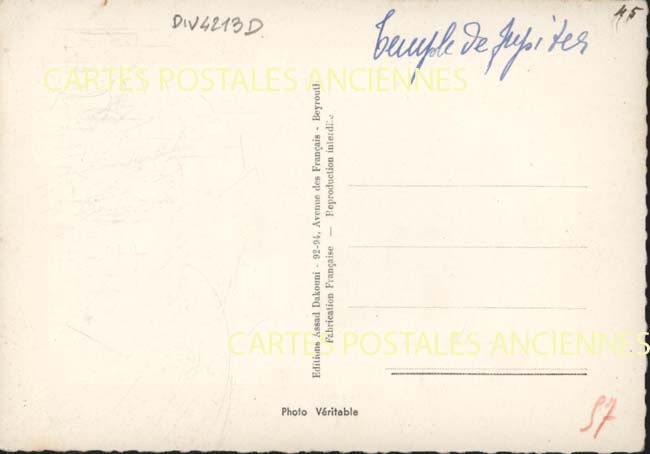 DIV4213D
45
Temple de Jupiter
CARTES POSTALES ANCIENNES
Editions Assad Dakouni - 92-94, Avenue des Français - Beyrouth
Fabrication Française — Reproduction interdite
CARTES POSTALES ANCIENNES
57
Photo Véritable